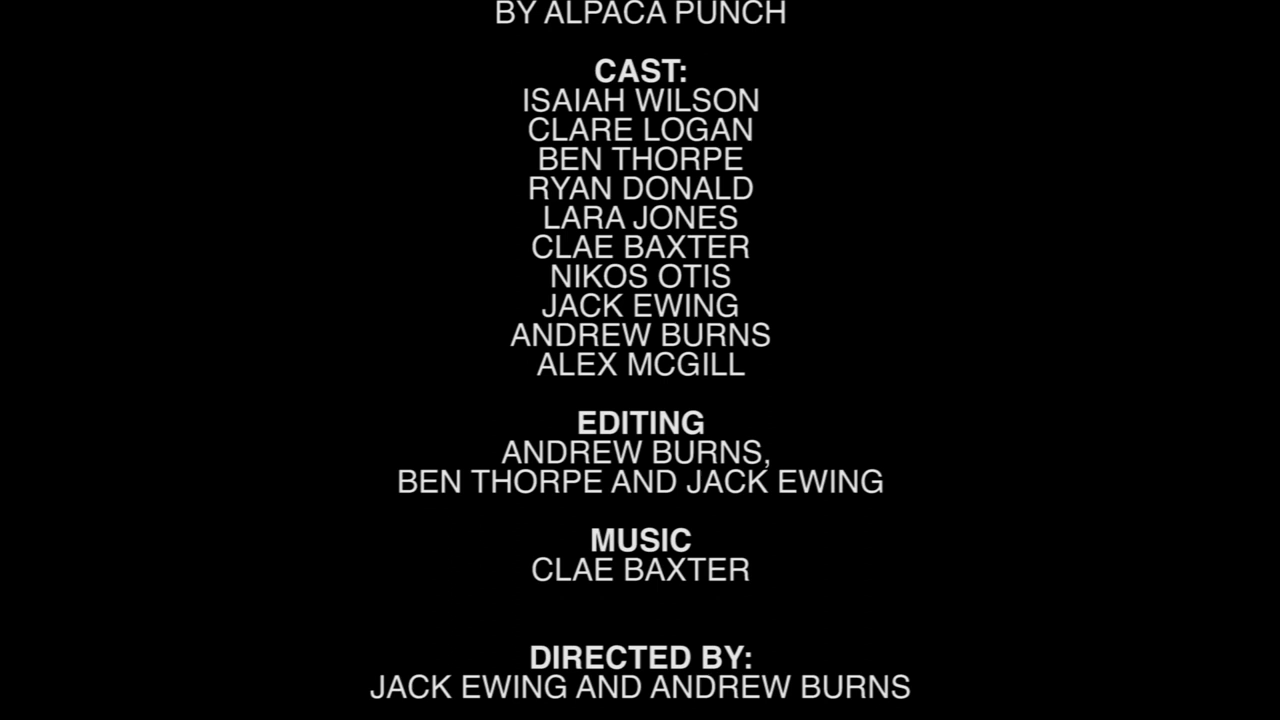 BY ALPACA PUNCH
CAST:
ISAIAH WILSON
CLARE LOGAN
BEN THORPE
RYAN DONALD
LARA JONES
CLAE BAXTER
NIKOS OTIS
JACK EWING
ANDREW BURNS
ALEX MCGILL
EDITING
ANDREW BURNS,
BEN THORPE AND JACK EWING
MUSIC
CLAE BAXTER
DIRECTED BY:
JACK EWING AND ANDREW BURNS